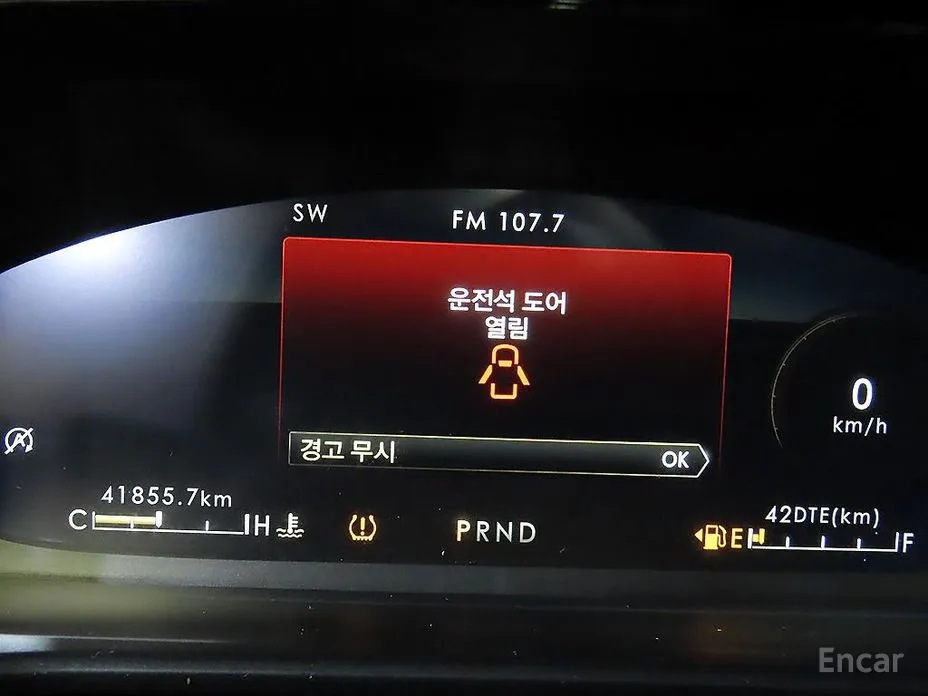 SW
FM 107.7
운전석 도어
열림
0
km/h
경고 무시
OK
41855.7km
42DTE(km)
C H
PRND
E F
Encar